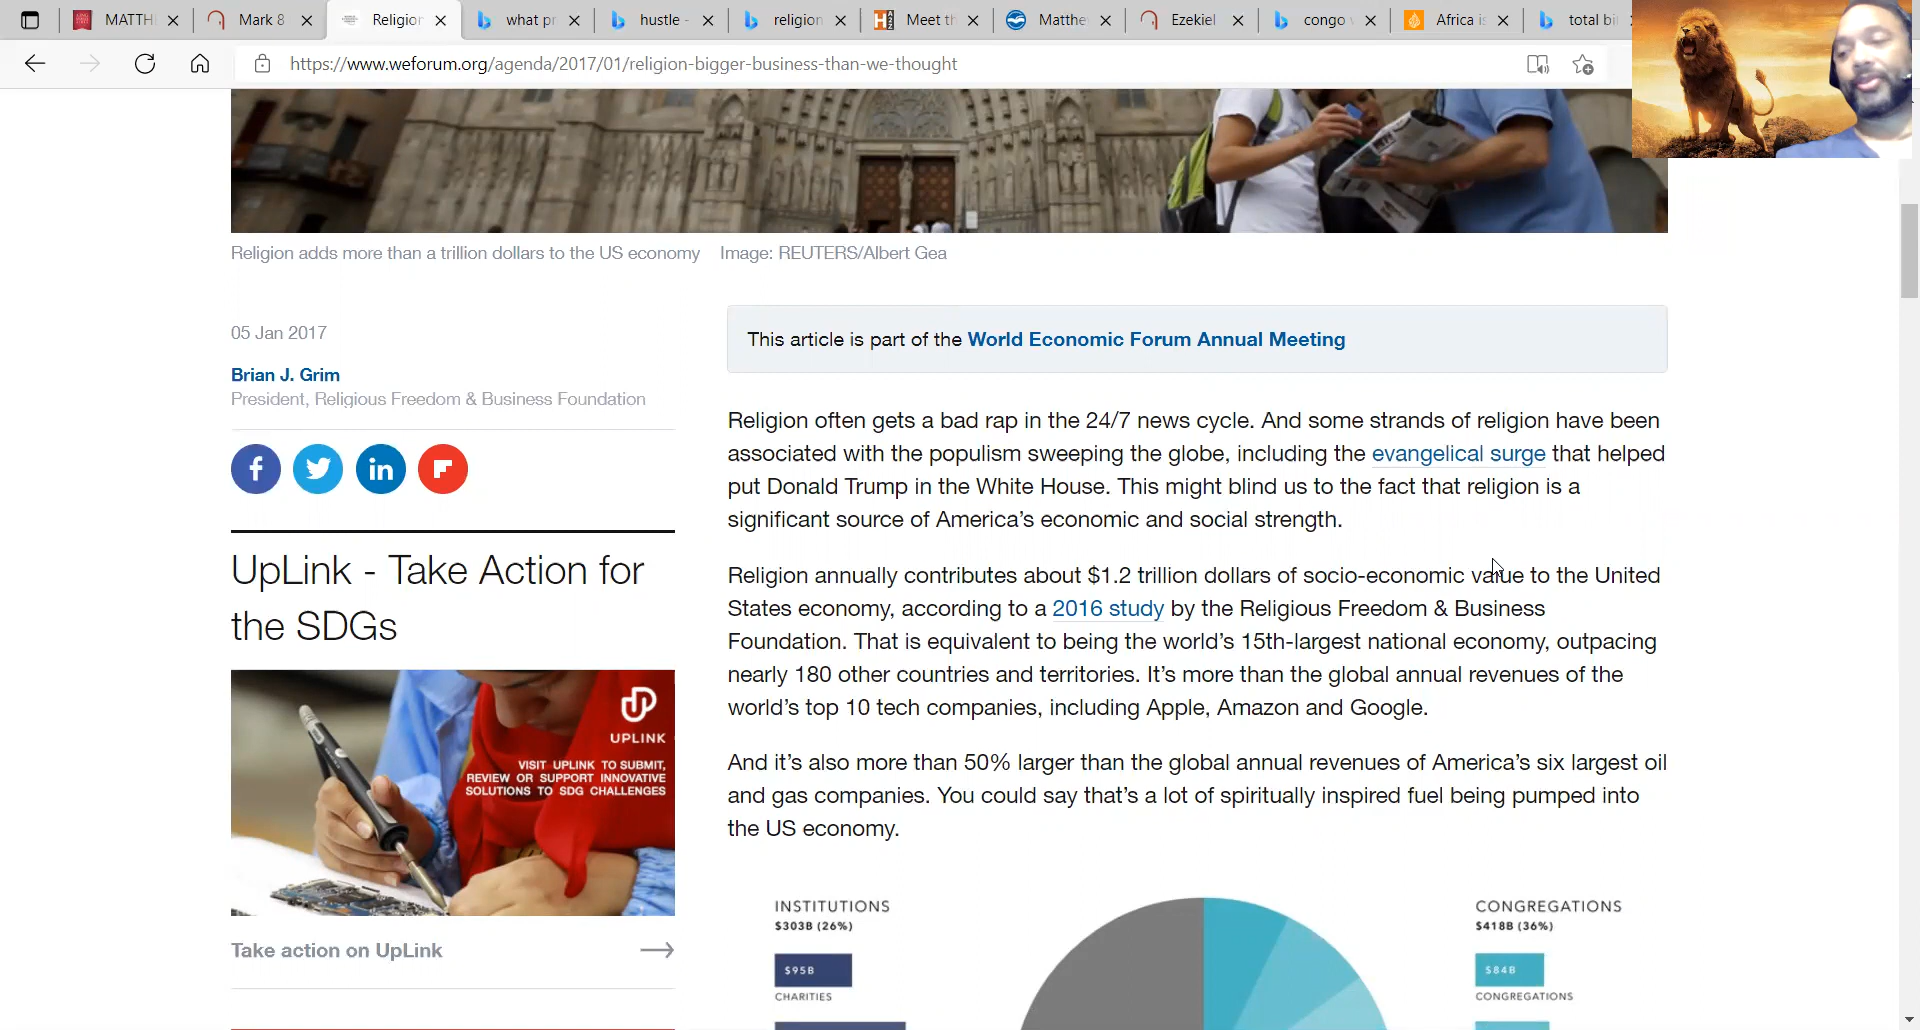 MATTH
Mark 8
Religion
what pr
hustle -
religion
Meet th
Matthe
Ezekiel
congo
Africa is
total bi
https://www.weforum.org/agenda/2017/01/religion-bigger-business-than-we-thought
Religion adds more than a trillion dollars to the US economy Image: REUTERS/Albert Gea
05 Jan 2017
Brian J. Grim
President, Religious Freedom & Business Foundation
UpLink - Take Action for
the SDGs
UPLINK
VISIT UPLINK TO SUBMIT,
REVIEW OR SUPPORT INNOVATIVE
SOLUTIONS TO SDG CHALLENGES
Take action on UpLink
This article is part of the World Economic Forum Annual Meeting
Religion often gets a bad rap in the 24/7 news cycle. And some strands of religion have been
associated with the populism sweeping the globe, including the evangelical surge that helped
put Donald Trump in the White House. This might blind us to the fact that religion is a
significant source of America's economic and social strength.
Religion annually contributes about $1.2 trillion dollars of socio-economic value to the United
States economy, according to a 2016 study by the Religious Freedom & Business
Foundation. That is equivalent to being the world's 15th-largest national economy, outpacing
nearly 180 other countries and territories. It's more than the global annual revenues of the
world's top 10 tech companies, including Apple, Amazon and Google.
And it's also more than 50% larger than the global annual revenues of America's six largest oil
and gas companies. You could say that's a lot of spiritually inspired fuel being pumped into
the US economy.
INSTITUTIONS
$303B (26%)
$95B
CHARITIES
CONGREGATIONS
$418B (36%)
$84B
CONGREGATIONS